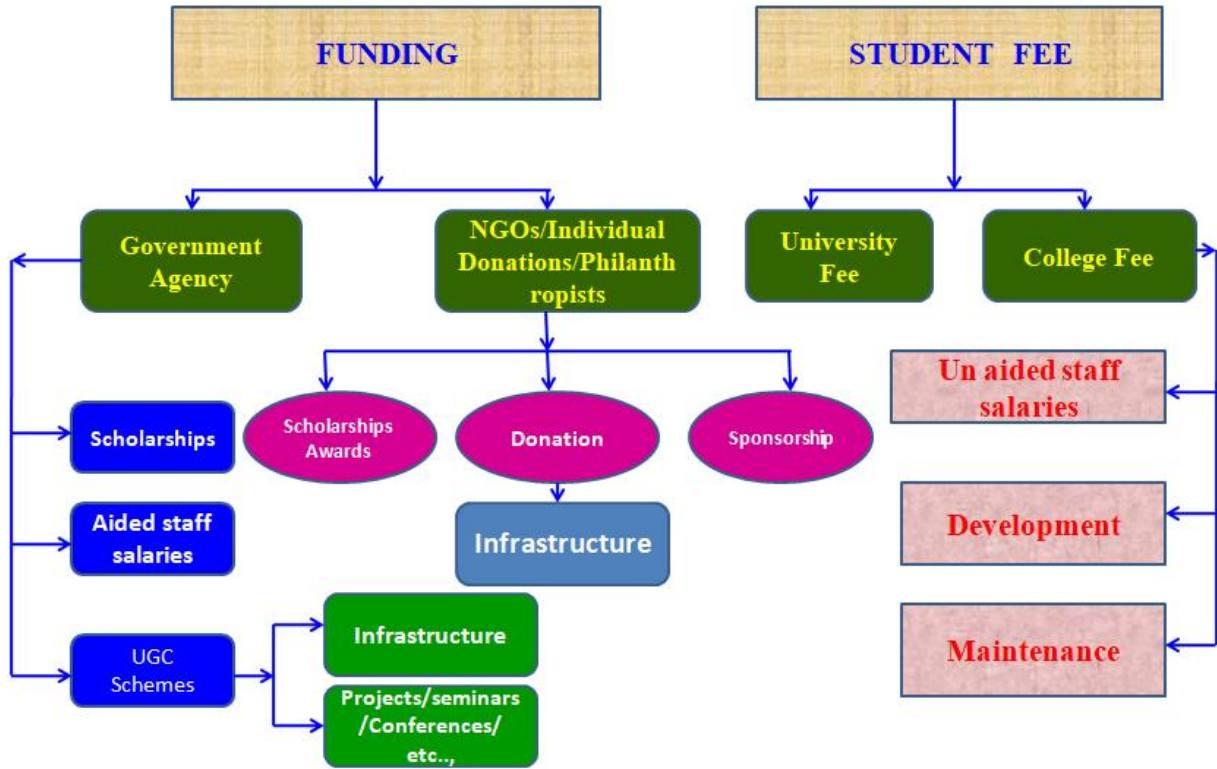 FUNDING
STUDENT FEE
Government
Agency
NGOs/Individual
Donations/Philanth
ropists
University
Fee
College Fee
Scholarships
Aided staff
salaries
UGC
Schemes
Scholarships
Awards
Donation
Sponsorship
Infrastructure
Infrastructure
Projects/seminars
/Conferences/
etc..,
Un aided staff
salaries
Development
Maintenance